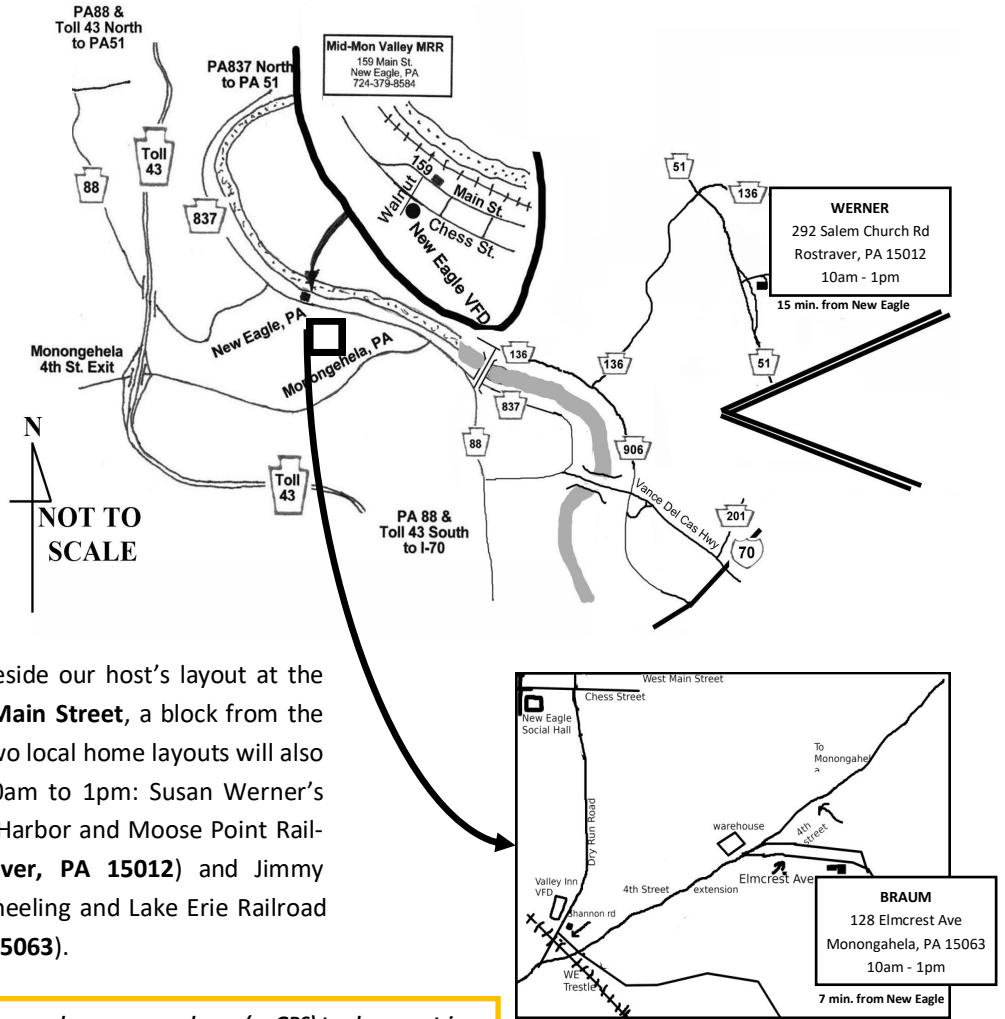 PA88 &
Toll 43 North
to PA51
PA837 North
to PA 51
Mid-Mon Valley MRR
159 Main St.
New Eagle, PA
724-379-8584
Toll
43
88
837
159
Main St.
Walnut
Chess St.
New Eagle VFD
51
136
WERNER
292 Salem Church Rd
Rostraver, PA 15012
10am - 1pm
15 min. from New Eagle
New Eagle, PA
Monongehela, PA
Monongehela
4th St. Exit
136
136
51
837
88
906
N
NOT TO
SCALE
Toll
43
PA 88 &
Toll 43 South
to I-70
Vance Del Cas Hwy
201
70
eside our host's layout at the
Main Street, a block from the
wo local home layouts will also
0am to 1pm: Susan Werner's
Harbor and Moose Point Rail-
ver, PA 15012) and Jimmy
heeling and Lake Erie Railroad
5063).
West Main Street
Chess Street
New Eagle
Social Hall
Dry Run Road
To
Monongahel
a
warehouse
4th
street
Elmcrest Ave
4th Street extension
Valley Inn
VFD
Shannon rd
WE
Trestle
BRAUM
128 Elmcrest Ave
Monongahela, PA 15063
10am - 1pm
7 min. from New Eagle